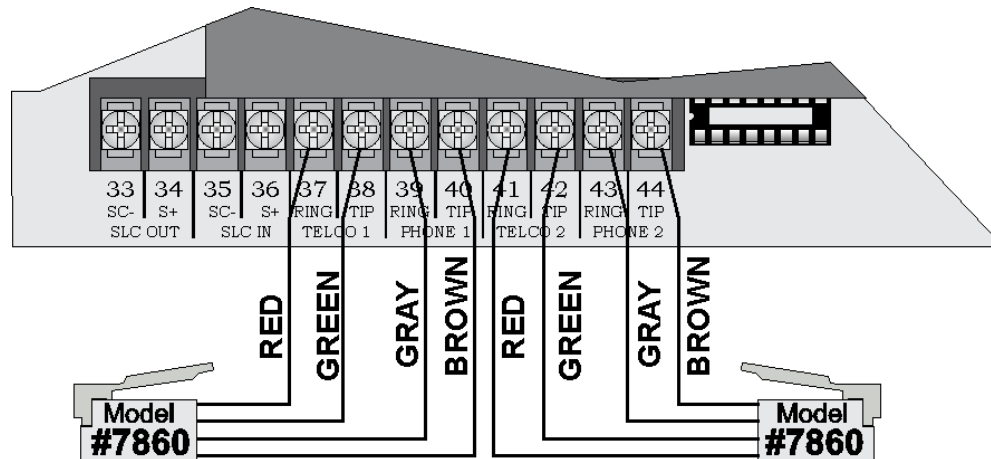 33 34 35 36 37 38 39 40 41 42 43 44
SC- S+ SC- S+ RING TIP RING TIP RING TIP RING TIP
SLC OUT SLC IN TELCO 1 PHONE 1 TELCO 2 PHONE 2
RED GREEN GRAY BROWN RED GREEN GRAY BROWN
Model
#7860
Model
#7860